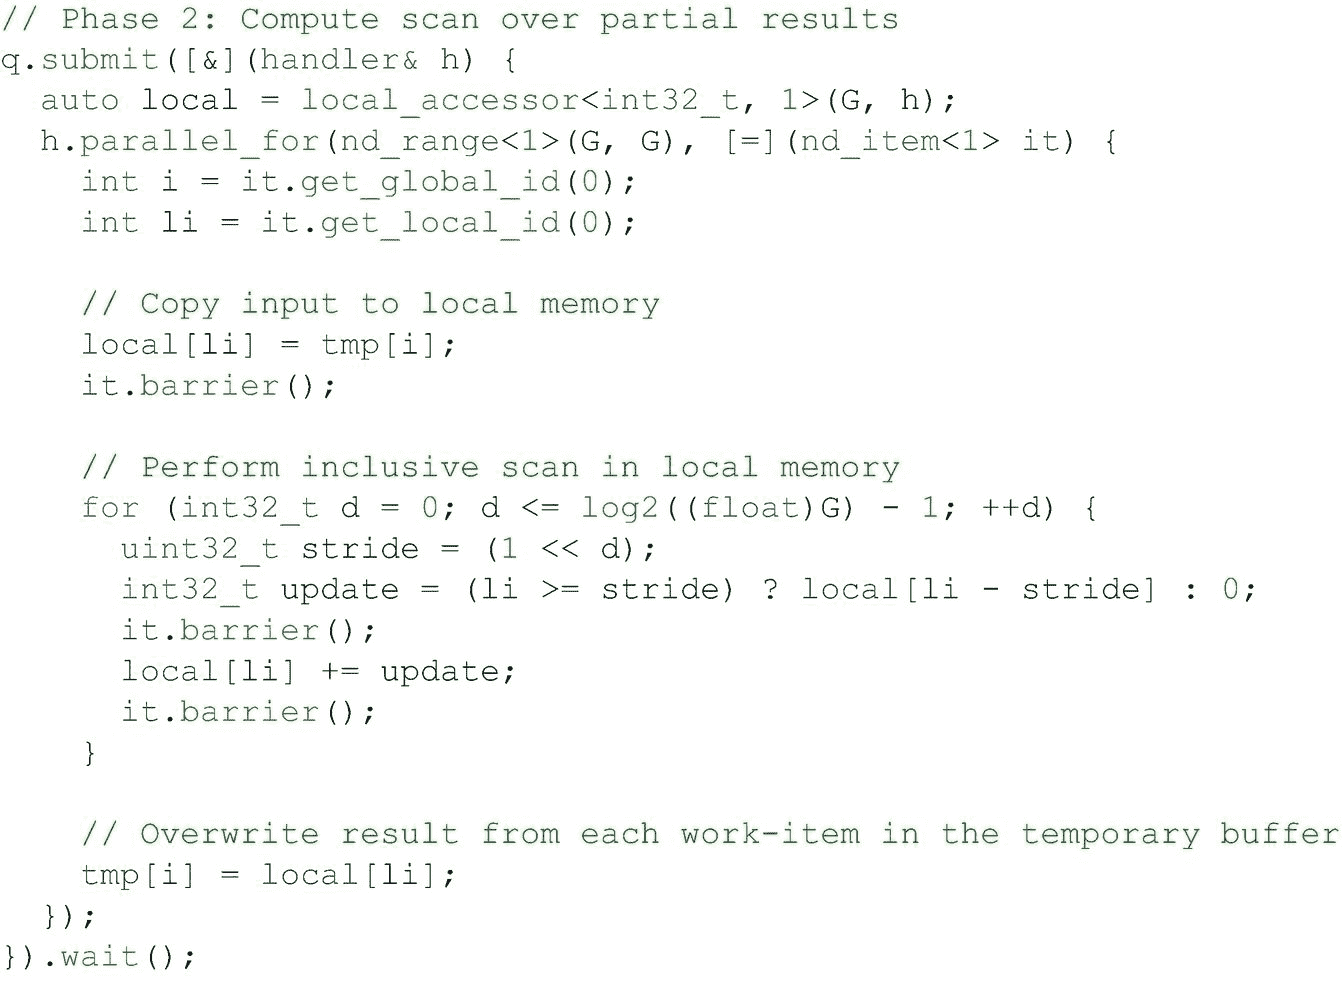 // Phase 2: Compute scan over partial results
q.submit([&](handler& h) {
  auto local = local_accessor<int32_t, 1>(G, h);
  h.parallel_for(nd_range<1>(G, G), [=](nd_item<1> it) {
    int i = it.get_global_id(0);
    int li = it.get_local_id(0);

    // Copy input to local memory
    local[li] = tmp[i];
    it.barrier();

    // Perform inclusive scan in local memory
    for (int32_t d = 0; d <= log2((float)G) - 1; ++d) {
      uint32_t stride = (1 << d);
      int32_t update = (li >= stride) ? local[li - stride] : 0;
      it.barrier();
      local[li] += update;
      it.barrier();
    }

    // Overwrite result from each work-item in the temporary buffer
    tmp[i] = local[li];
  });
}).wait();